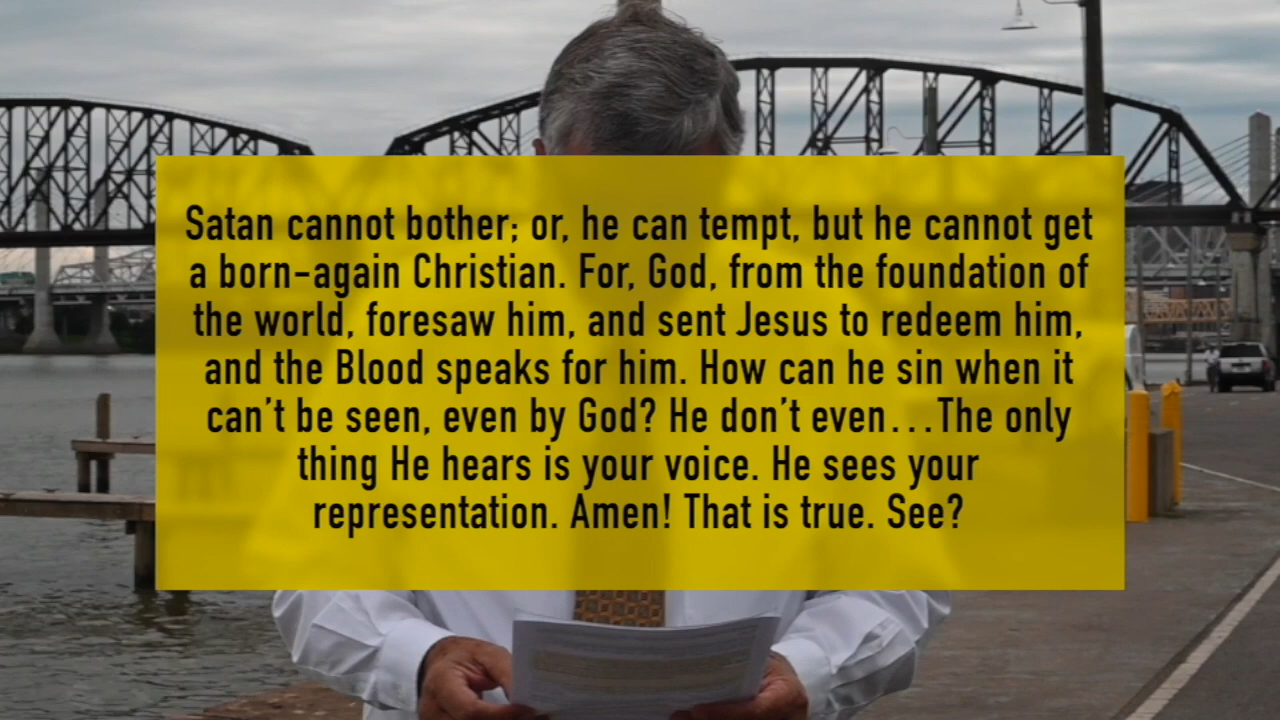 Satan cannot bother; or, he can tempt, but he cannot get
a born-again Christian. For, God, from the foundation of
the world, foresaw him, and sent Jesus to redeem him,
and the Blood speaks for him. How can he sin when it
can't be seen, even by God? He don't even...The only
thing He hears is your voice. He sees your
representation. Amen! That is true. See?